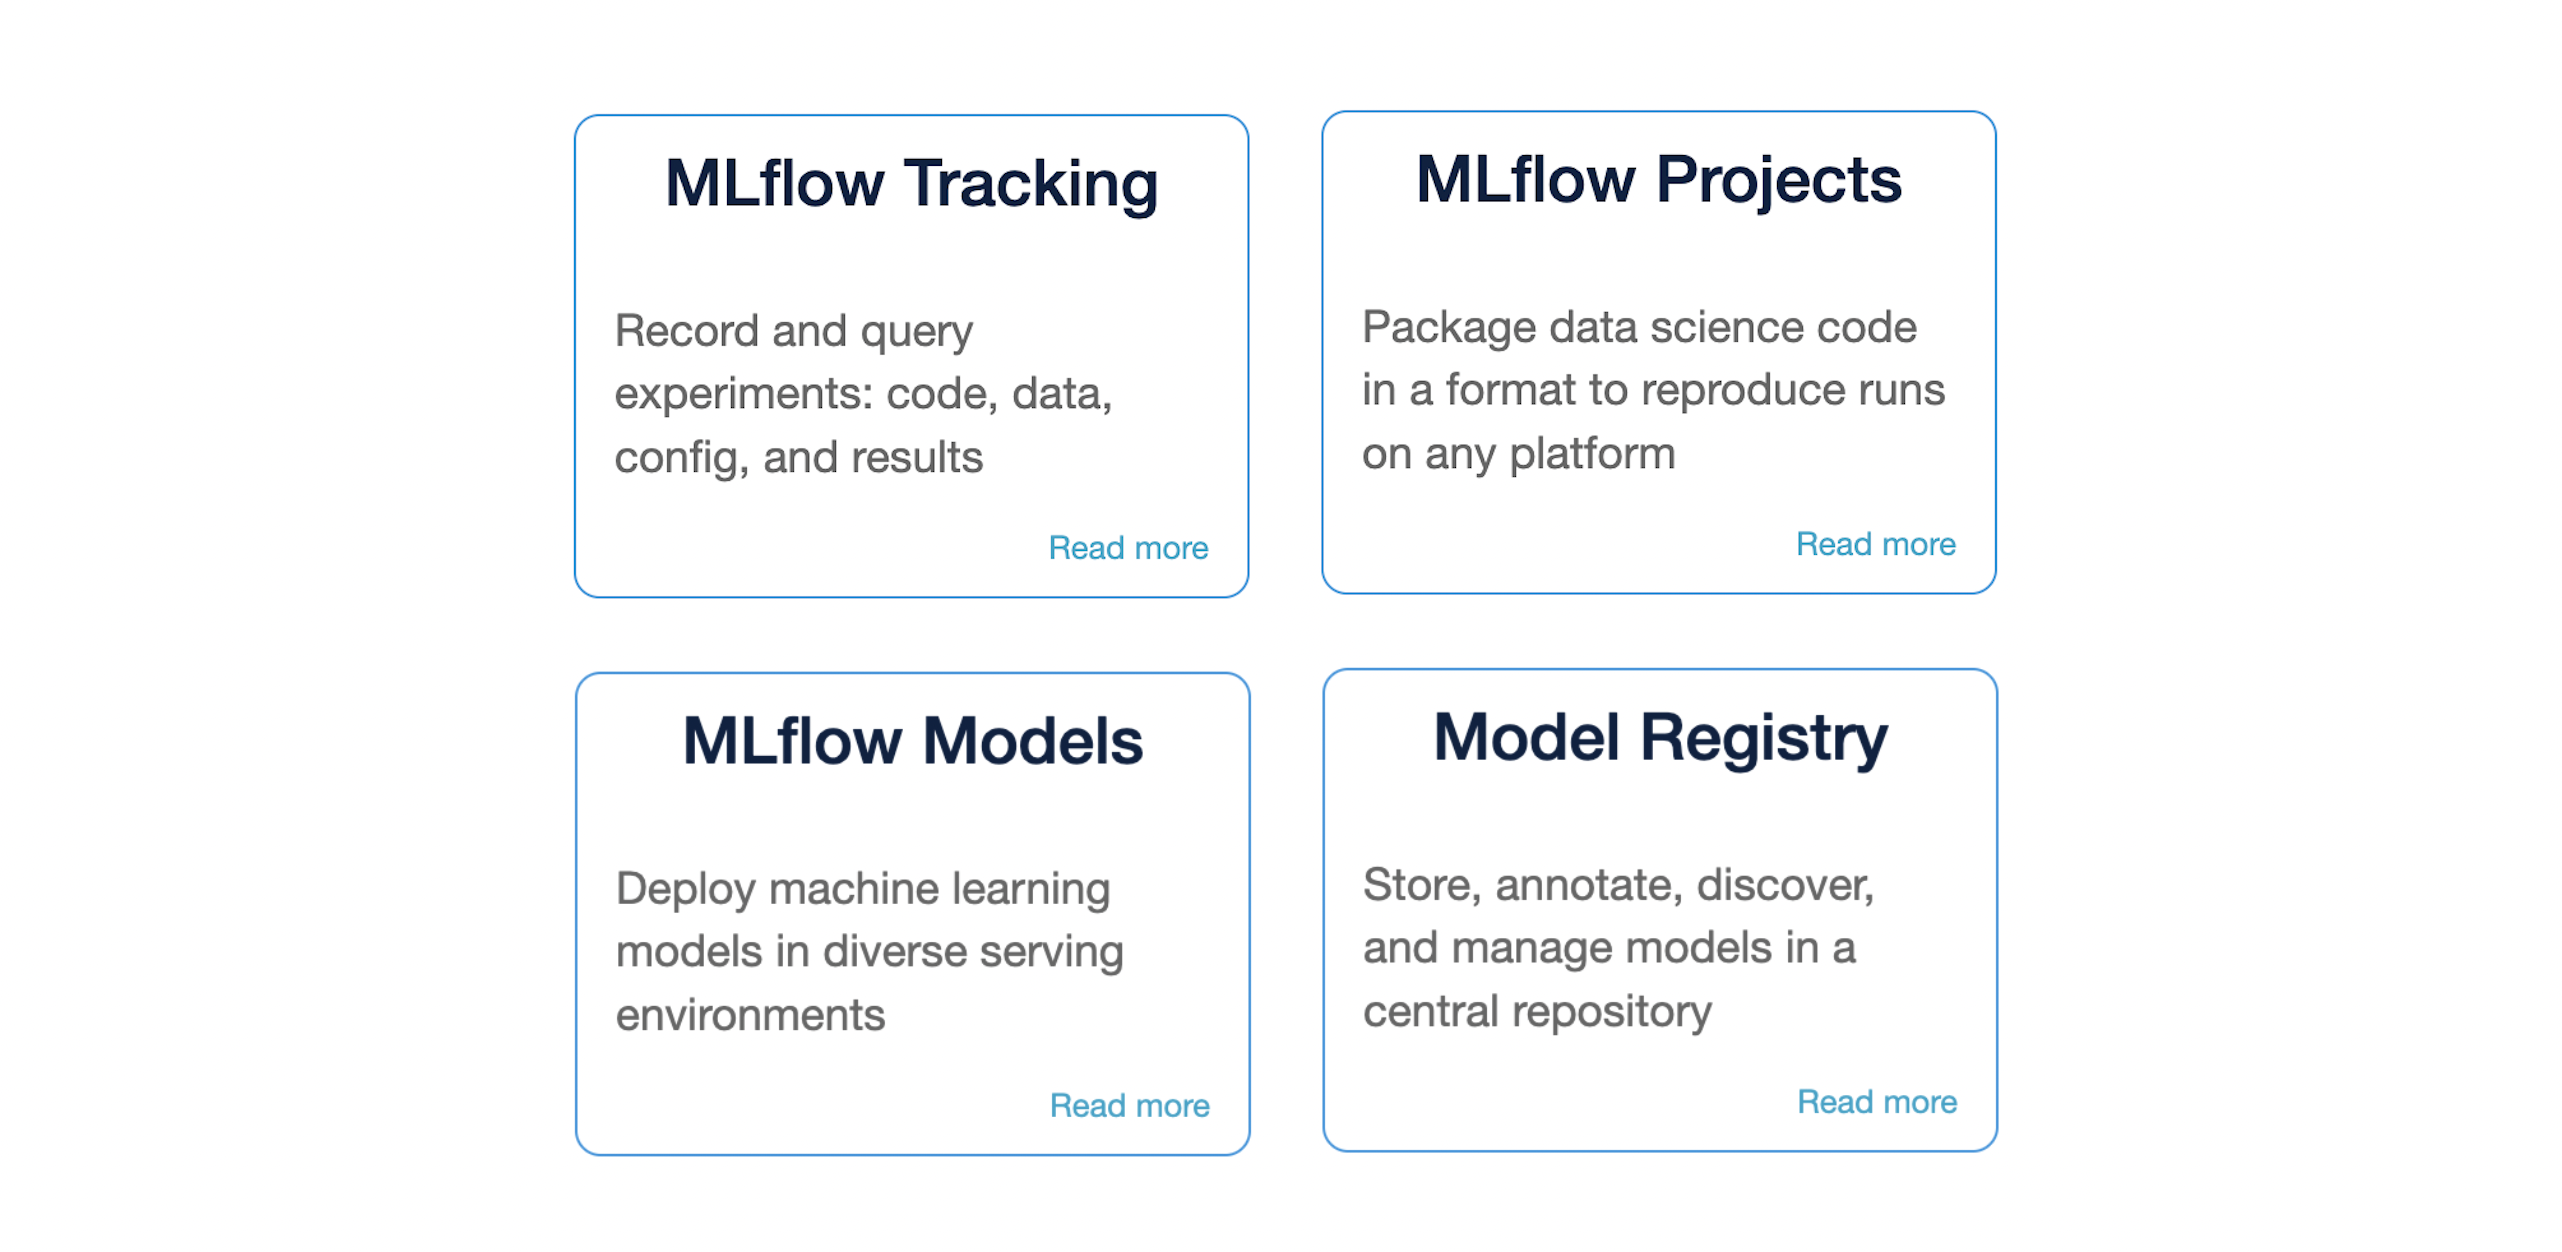 MLflow Tracking
Record and query
experiments: code, data,
config, and results
Read more
MLflow Projects
Package data science code
in a format to reproduce runs
on any platform
Read more
MLflow Models
Deploy machine learning
models in diverse serving
environments
Read more
Model Registry
Store, annotate, discover,
and manage models in a
central repository
Read more